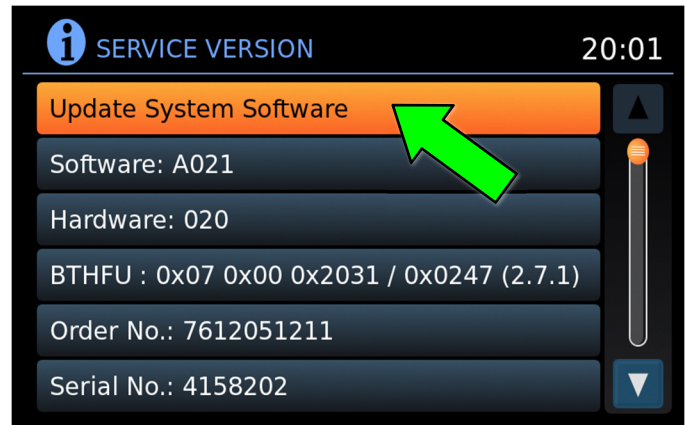 i SERVICE VERSION 20:01
Update System Software
Software: A021
Hardware: 020
BTHFU : 0x07 0x00 0x2031 / 0x0247 (2.7.1)
Order No.: 7612051211
Serial No.: 4158202